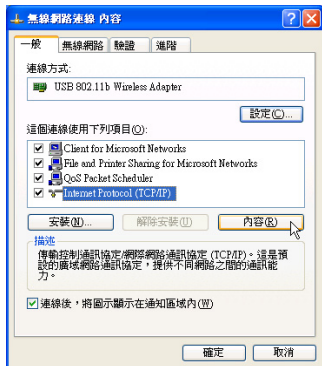 無線網路連線 內容
一般 無線網路 驗證 進階
連線方式:
USB 802.11b Wireless Adapter
設定(C)...
這個連線使用下列項目(O):
Client for Microsoft Networks
File and Printer Sharing for Microsoft Networks
QoS Packet Scheduler
Internet Protocol (TCP/IP)
安裝(N)... 解除安裝(U) 內容(R)
描述
傳輸控制通訊協定/網際網路通訊協定 (TCP/IP)。這是預
設的廣域網路通訊協定，提供不同網路之間的通訊能
力。
連線後，將圖示顯示在通知區域內(W)
確定 取消